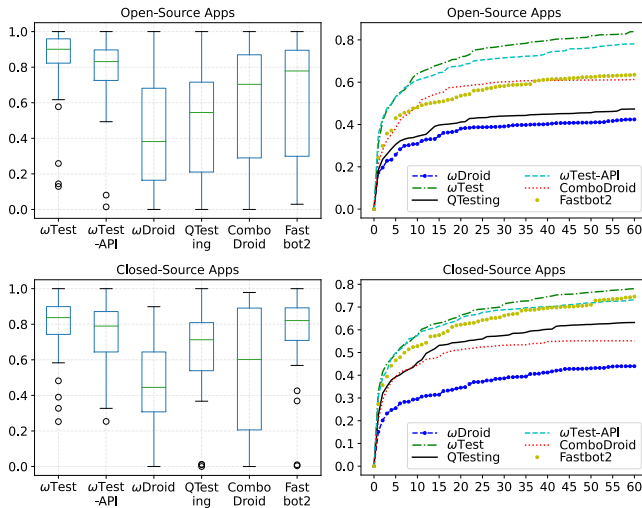 Open-Source Apps
1.0
0.8
0.6
0.4
0.2
0.0
ωTest
ωTest
-API
ωDroid
QTest
ing
Combo
Droid
Fast
bot2
Open-Source Apps
0.8
0.6
0.4
0.2
0.0
ωDroid
ωTest
QTesting
ωTest-API
ComboDroid
Fastbot2
0 5 10 15 20 25 30 35 40 45 50 55 60
Closed-Source Apps
1.0
0.8
0.6
0.4
0.2
0.0
ωTest
ωTest
-API
ωDroid
QTest
ing
Combo
Droid
Fast
bot2
Closed-Source Apps
0.8
0.7
0.6
0.5
0.4
0.3
0.2
0.1
0.0
ωDroid
ωTest
QTesting
ωTest-API
ComboDroid
Fastbot2
0 5 10 15 20 25 30 35 40 45 50 55 60